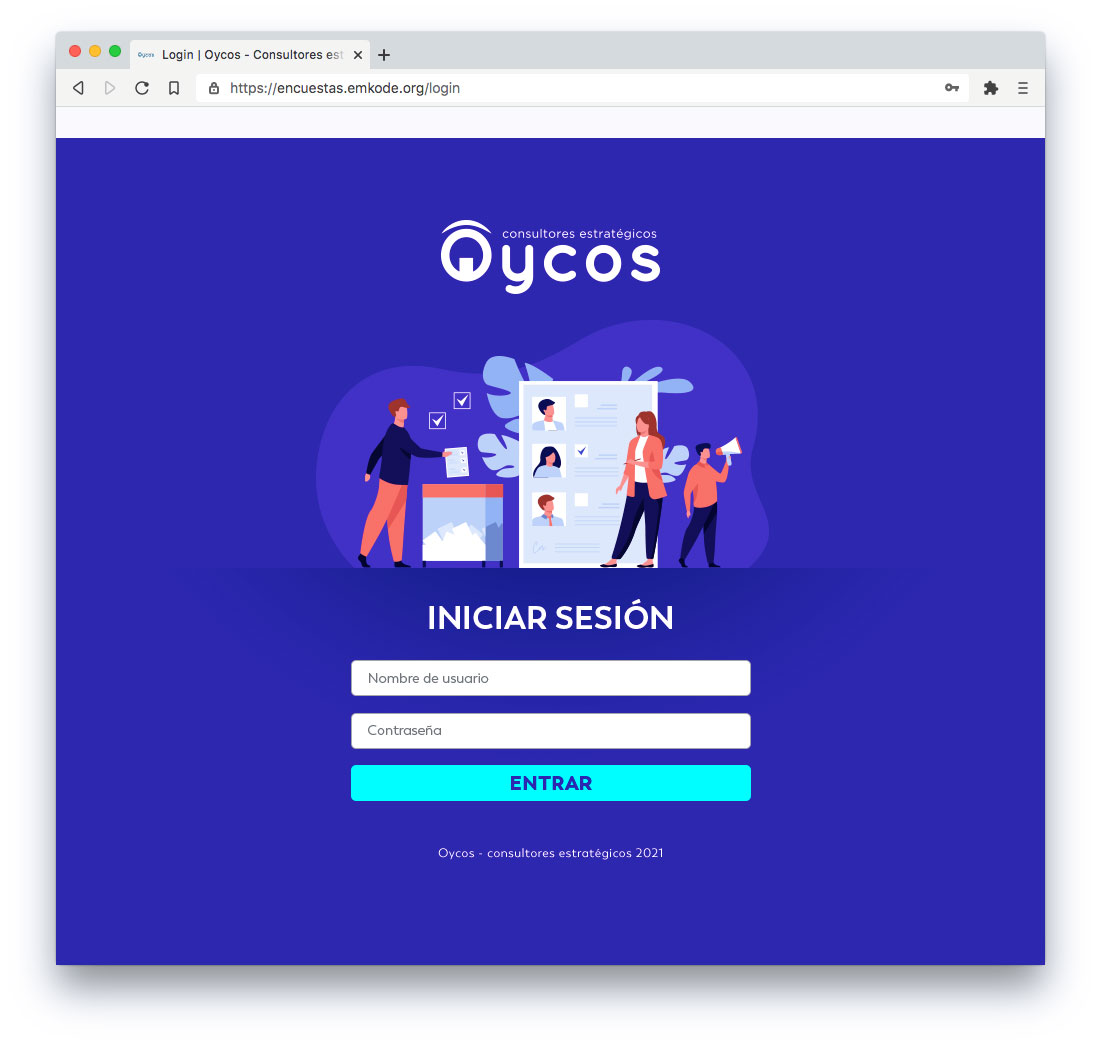 Oycos
Login | Oycos - Consultores est
https://encuestas.emkode.org/login
consultores estratégicos
Oycos
INICIAR SESIÓN
Nombre de usuario
Contraseña
ENTRAR
Oycos - consultores estratégicos 2021